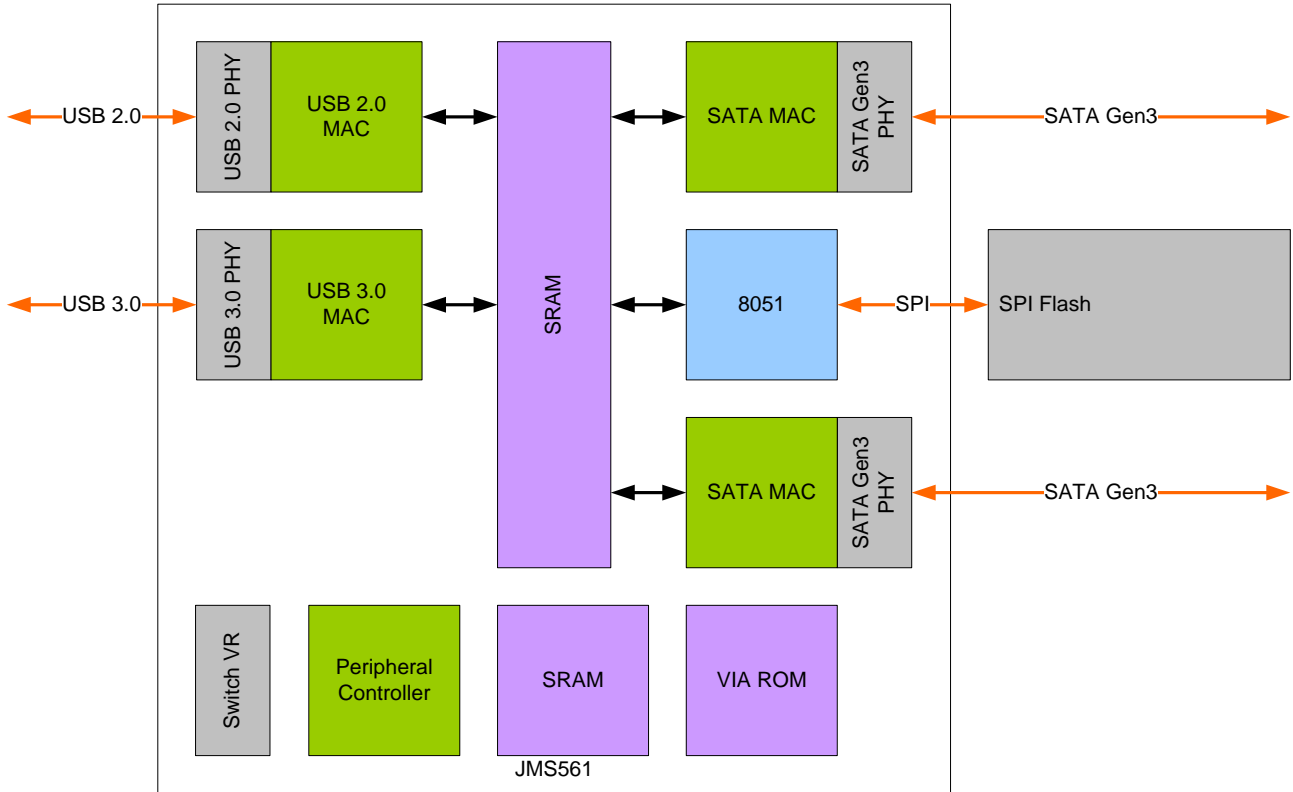 USB 2.0
USB 2.0 PHY
USB 2.0
MAC
SRAM
SATA MAC
SATA Gen3
PHY
SATA Gen3
USB 3.0
USB 3.0 PHY
USB 3.0
MAC
8051
SPI
SPI Flash
SATA MAC
SATA Gen3
PHY
SATA Gen3
Switch VR
Peripheral
Controller
SRAM
VIA ROM
JMS561